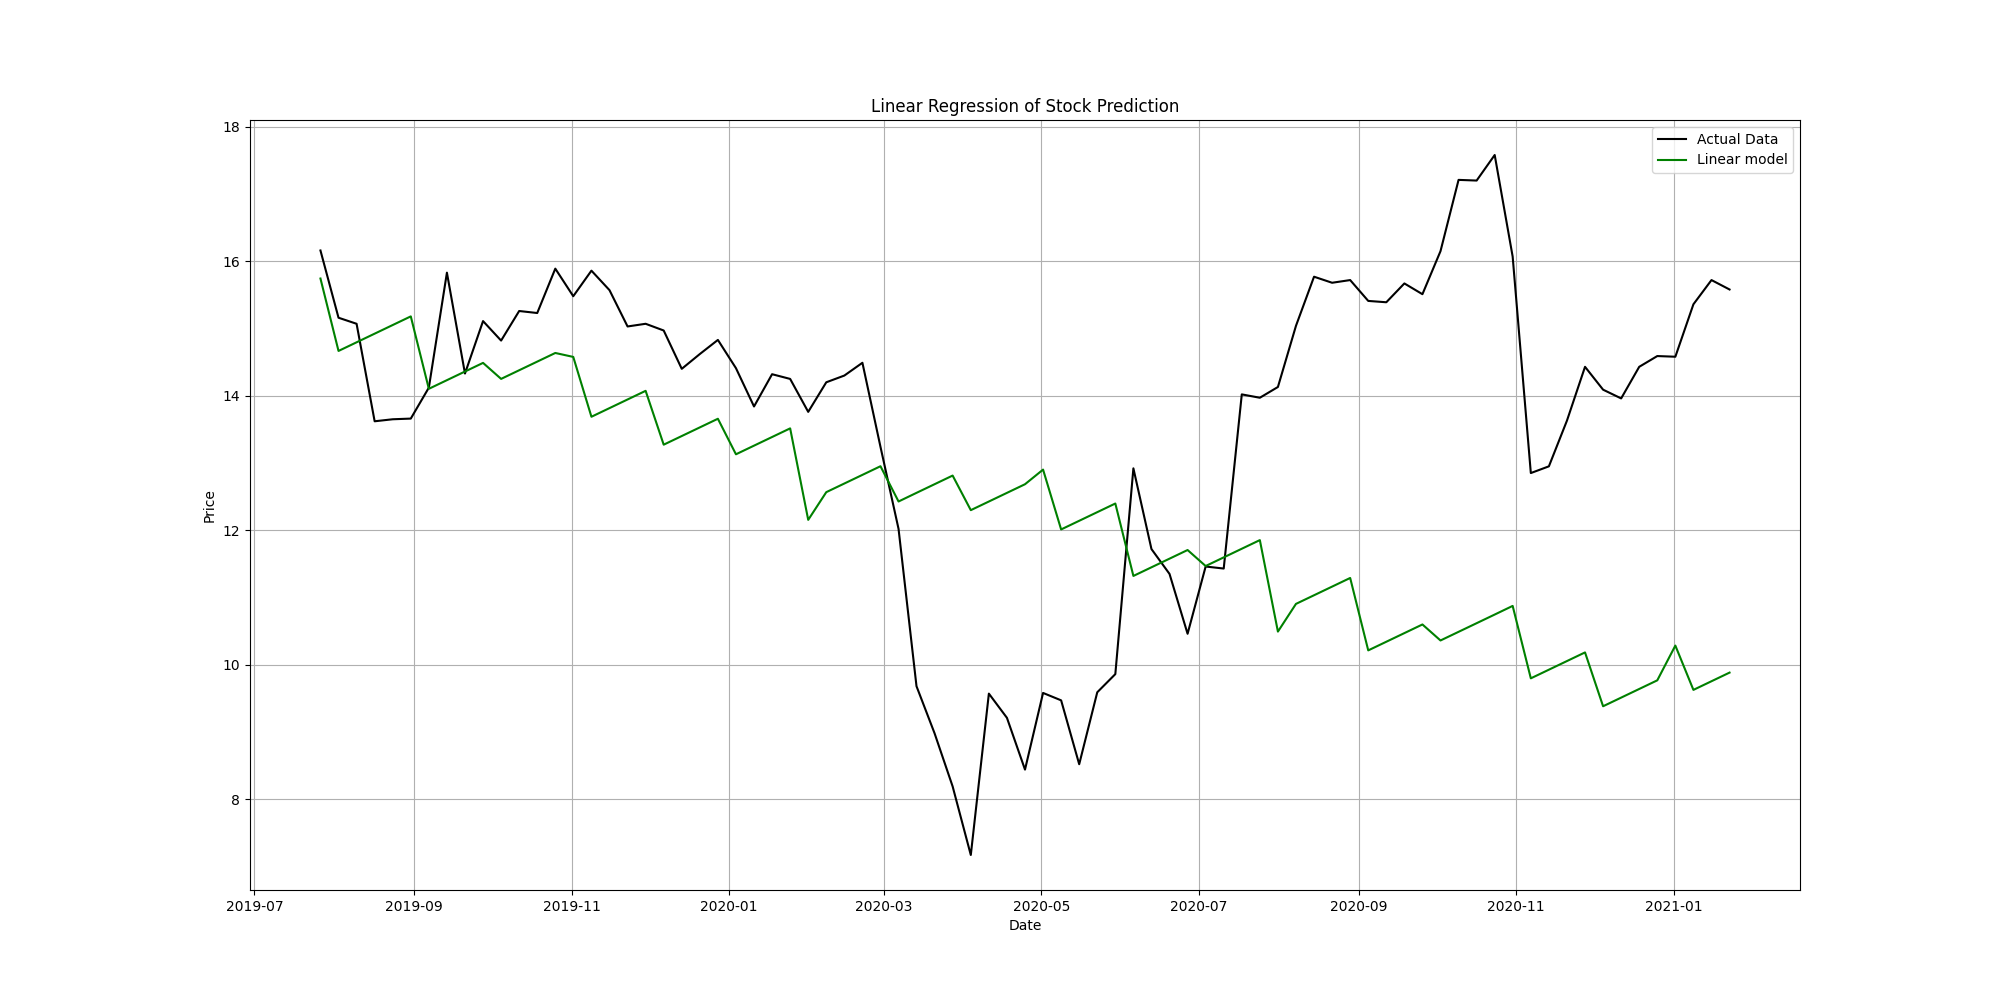 Linear Regression of Stock Prediction
Actual Data
Linear model
18
16
14
12
10
8
Price
2019-07 2019-09 2019-11 2020-01 2020-03 2020-05 2020-07 2020-09 2020-11 2021-01
Date